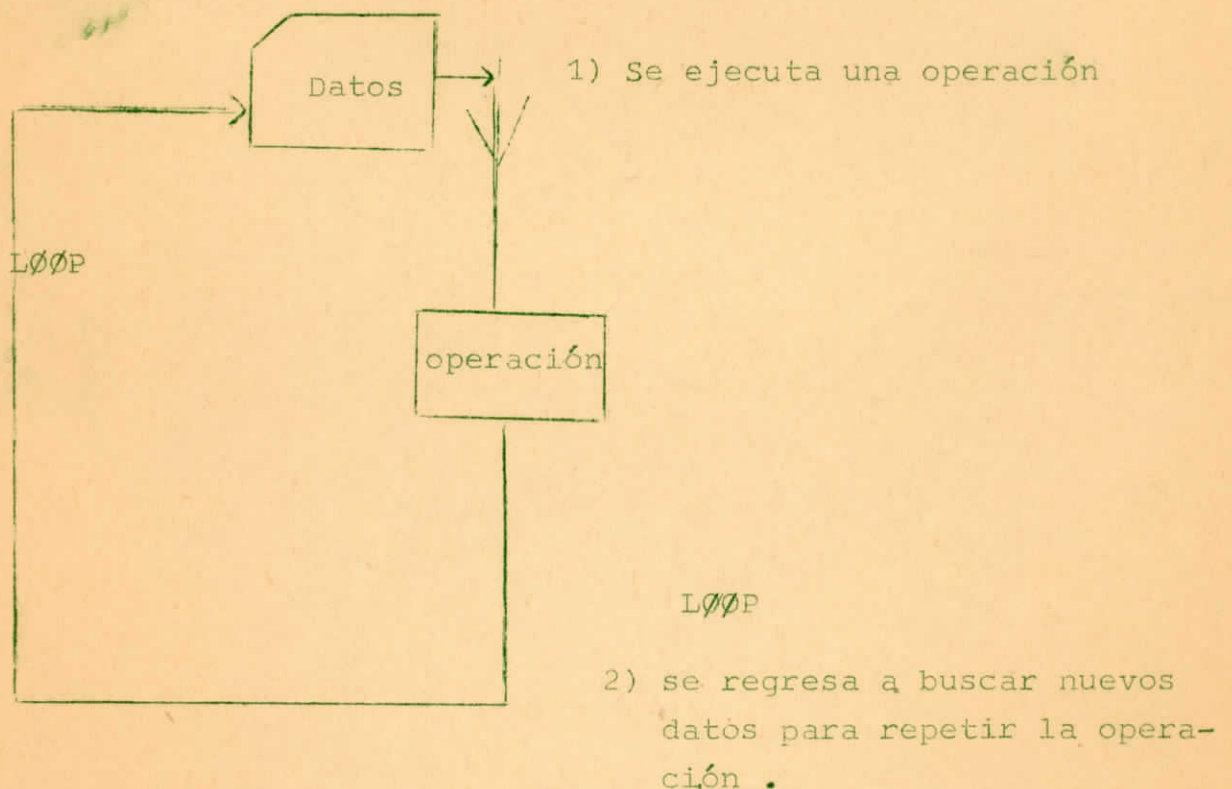 Datos
1) Se ejecuta una operación
LØØP
operación
LØØP
2) se regresa a buscar nuevos
datos para repetir la opera-
ción .